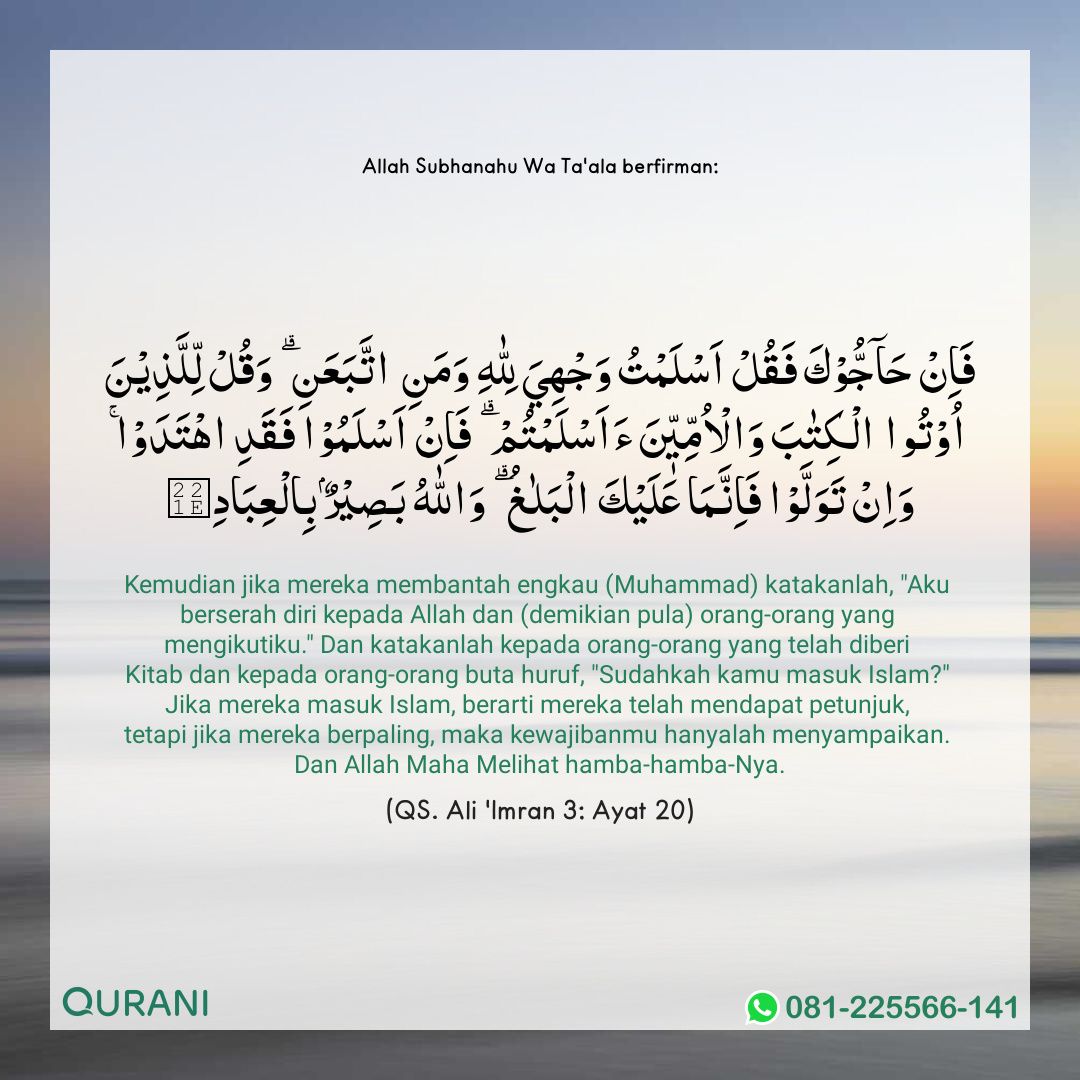 Allah Subhanahu Wa Ta'ala berfirman:
فَاِنْ حَآجُّوْكَ فَقُلْ اَسْلَمْتُ وَجْهِيَ لِلّٰهِ وَمَنِ اتَّبَعَنِ ۗ وَقُلْ لِّلَّذِيْنَ
اُوْتُوا الْكِتٰبَ وَالْاُمِّيّٖنَ ءَاَسْلَمْتُمْ ۗ فَاِنْ اَسْلَمُوْا فَقَدِ اهْتَدَوْا ۚ
وَاِنْ تَوَلَّوْا فَاِنَّمَا عَلَيْكَ الْبَلٰغُ ۗ وَاللّٰهُ بَصِيْرٌۢ بِالْعِبَادِ
Kemudian jika mereka membantah engkau (Muhammad) katakanlah, "Aku
berserah diri kepada Allah dan (demikian pula) orang-orang yang
mengikutiku." Dan katakanlah kepada orang-orang yang telah diberi
Kitab dan kepada orang-orang buta huruf, "Sudahkah kamu masuk Islam?"
Jika mereka masuk Islam, berarti mereka telah mendapat petunjuk,
tetapi jika mereka berpaling, maka kewajibanmu hanyalah menyampaikan.
Dan Allah Maha Melihat hamba-hamba-Nya.
(QS. Ali 'Imran 3: Ayat 20)
QURANI
081-225566-141